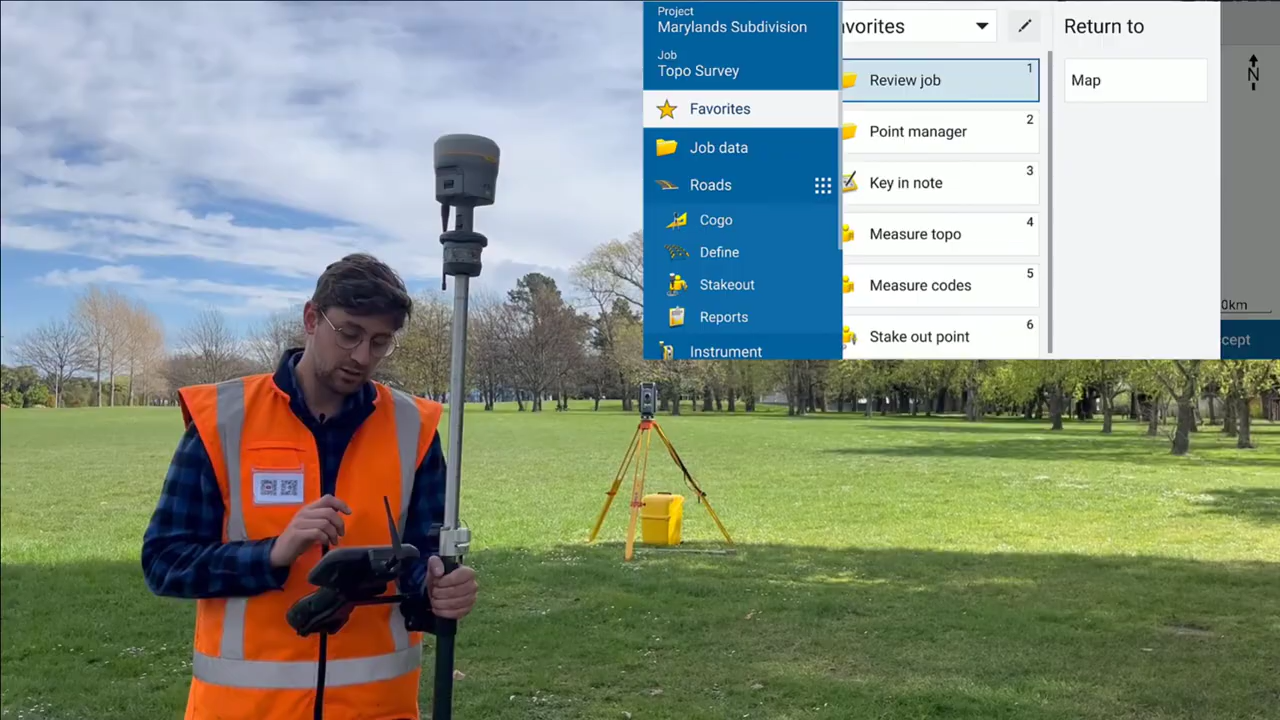 Project
Marylands Subdivision
Job
Topo Survey
Favorites
Job data
Roads
Cogo
Define
Stakeout
Reports
Instrument
vorites
Review job 1
Point manager 2
Key in note 3
Measure topo 4
Measure codes 5
Stake out point 6
Return to
Map
N
0km
cept